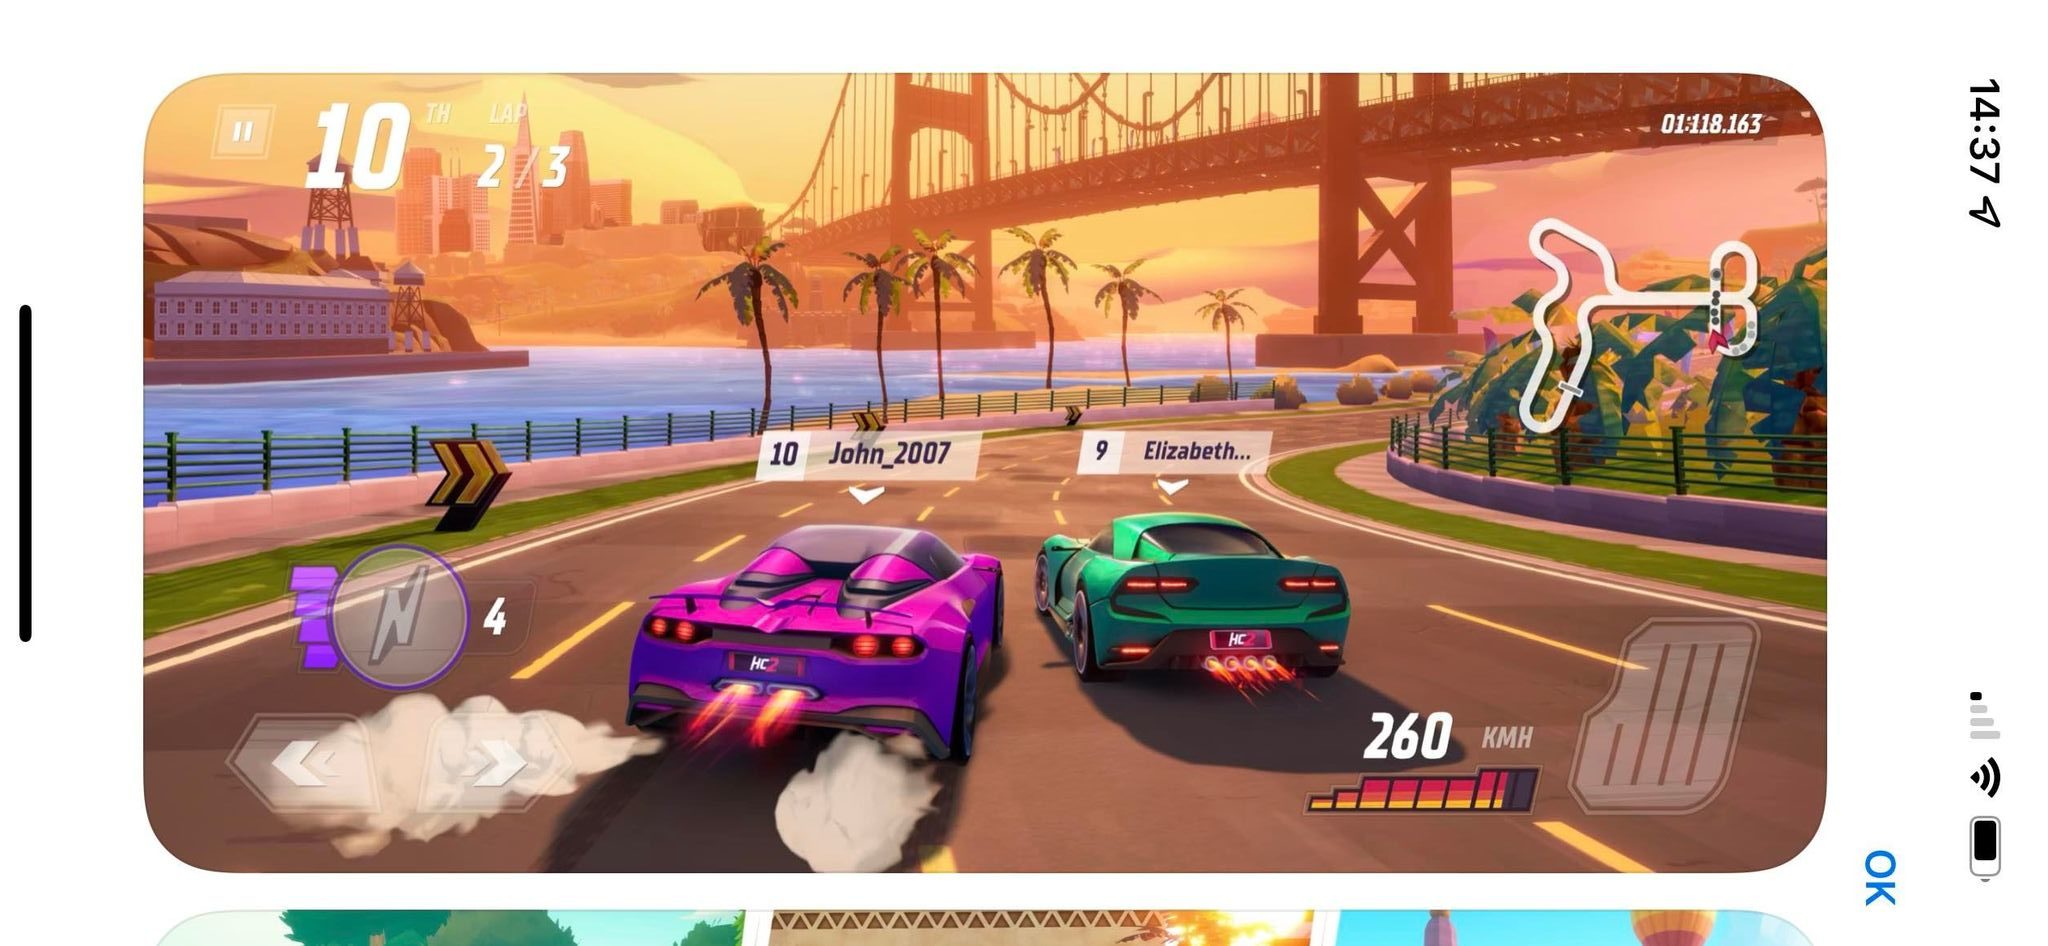 10 TH
LAP
2/3
01:118.163
10 John_2007
9 Elizabeth...
4
HC2
HC2
260 KMH
14:37
OK